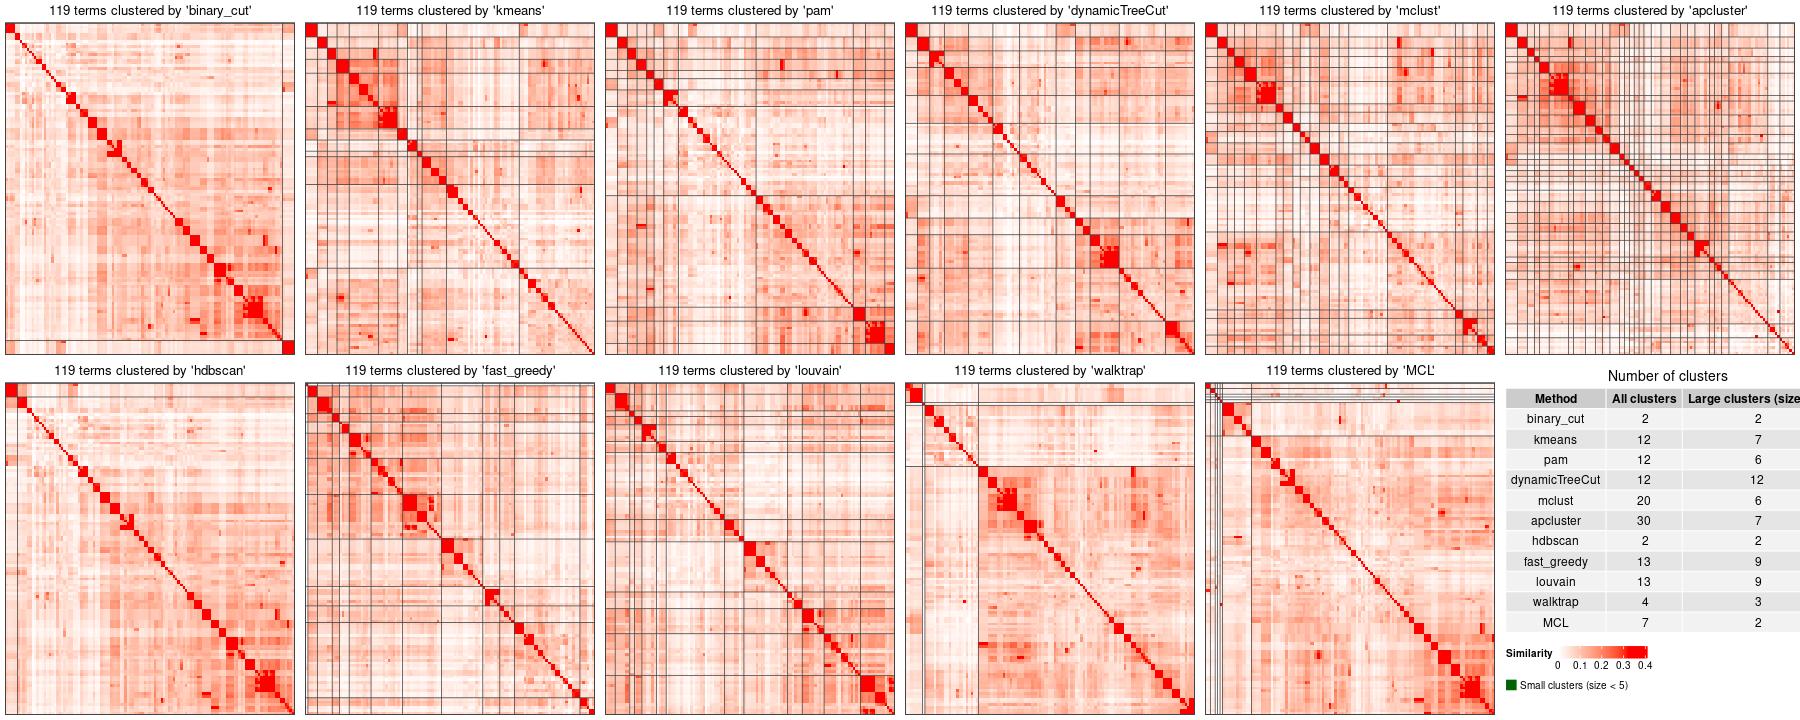 119 terms clustered by 'binary_cut'
119 terms clustered by 'kmeans'
119 terms clustered by 'pam'
119 terms clustered by 'dynamicTreeCut'
119 terms clustered by 'mclust'
119 terms clustered by 'apcluster'
119 terms clustered by 'hdbscan'
119 terms clustered by 'fast_greedy'
119 terms clustered by 'louvain'
119 terms clustered by 'walktrap'
119 terms clustered by 'MCL'
Number of clusters
Method All clusters Large clusters (size
binary_cut 2 2
kmeans 12 7
pam 12 6
dynamicTreeCut 12 12
mclust 20 6
apcluster 30 7
hdbscan 2 2
fast_greedy 13 9
louvain 13 9
walktrap 4 3
MCL 7 2
Similarity
0 0.1 0.2 0.3 0.4
Small clusters (size < 5)